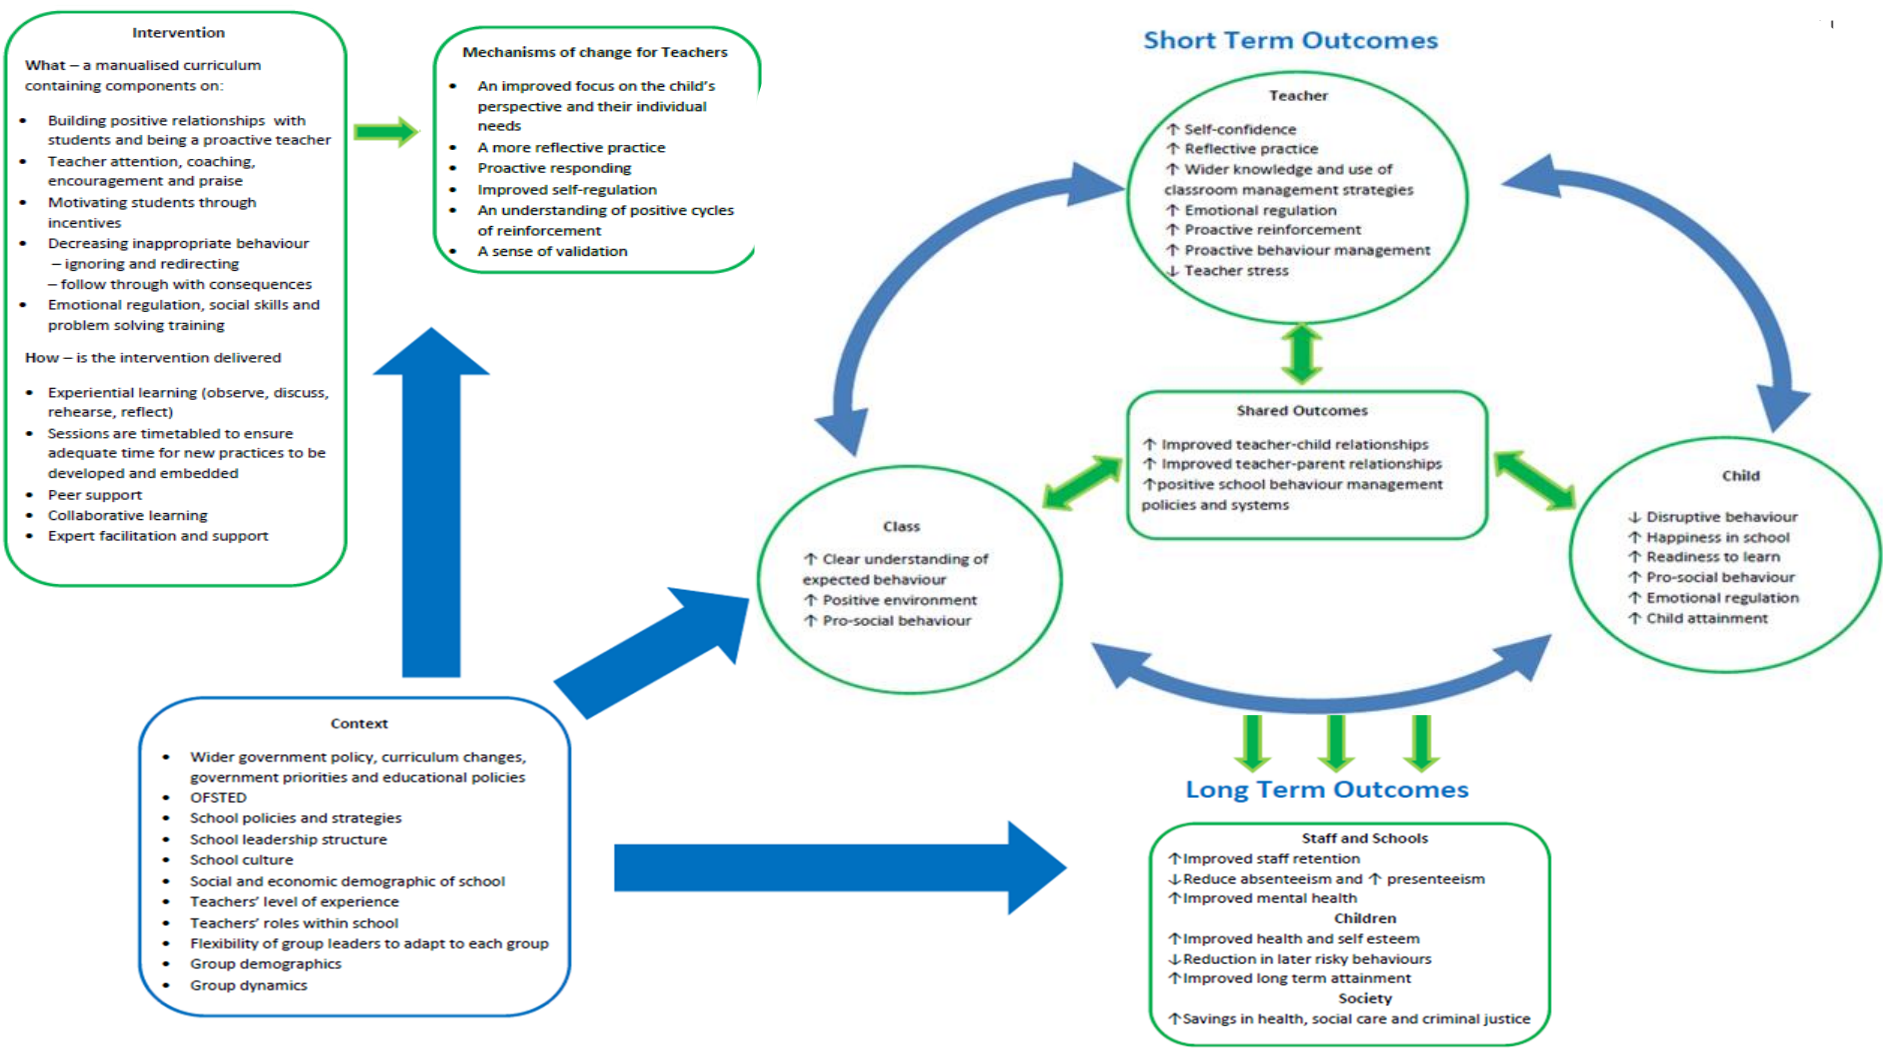 Intervention
What – a manualised curriculum
containing components on:
• Building positive relationships with
students and being a proactive teacher
• Teacher attention, coaching,
encouragement and praise
• Motivating students through
incentives
• Decreasing inappropriate behaviour
– ignoring and redirecting
– follow through with consequences
• Emotional regulation, social skills and
problem solving training
How – is the intervention delivered
• Experiential learning (observe, discuss,
rehearse, reflect)
• Sessions are timetabled to ensure
adequate time for new practices to be
developed and embedded
• Peer support
• Collaborative learning
• Expert facilitation and support
Mechanisms of change for Teachers
• An improved focus on the child's
perspective and their individual
needs
• A more reflective practice
• Proactive responding
• Improved self-regulation
• An understanding of positive cycles
of reinforcement
• A sense of validation
Context
• Wider government policy, curriculum changes,
government priorities and educational policies
• OFSTED
• School policies and strategies
• School leadership structure
• School culture
• Social and economic demographic of school
• Teachers' level of experience
• Teachers' roles within school
• Flexibility of group leaders to adapt to each group
• Group demographics
• Group dynamics
Short Term Outcomes
Teacher
↑ Self-confidence
↑ Reflective practice
↑ Wider knowledge and use of
classroom management strategies
↑ Emotional regulation
↑ Proactive reinforcement
↑ Proactive behaviour management
↓ Teacher stress
Shared Outcomes
↑ Improved teacher-child relationships
↑ Improved teacher-parent relationships
↑positive school behaviour management
policies and systems
Class
↑ Clear understanding of
expected behaviour
↑ Positive environment
↑ Pro-social behaviour
Child
↓ Disruptive behaviour
↑ Happiness in school
↑ Readiness to learn
↑ Pro-social behaviour
↑ Emotional regulation
↑ Child attainment
Long Term Outcomes
Staff and Schools
↑Improved staff retention
↓Reduce absenteeism and ↑ presenteeism
↑Improved mental health
Children
↑Improved health and self esteem
↓Reduction in later risky behaviours
↑Improved long term attainment
Society
↑Savings in health, social care and criminal justice